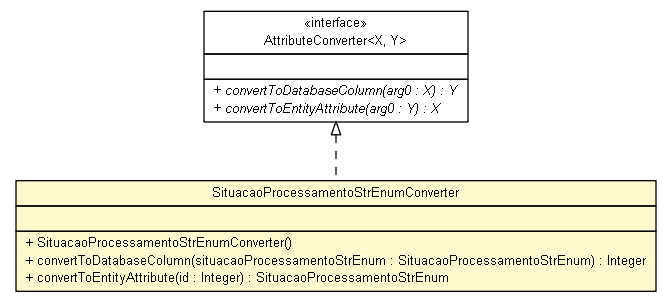 «interface»
AttributeConverter<X, Y>
+ convertToDatabaseColumn(arg0 : X) : Y
+ convertToEntityAttribute(arg0 : Y) : X
SituacaoProcessamentoStrEnumConverter
+ SituacaoProcessamentoStrEnumConverter()
+ convertToDatabaseColumn(situacaoProcessamentoStrEnum : SituacaoProcessamentoStrEnum) : Integer
+ convertToEntityAttribute(id : Integer) : SituacaoProcessamentoStrEnum